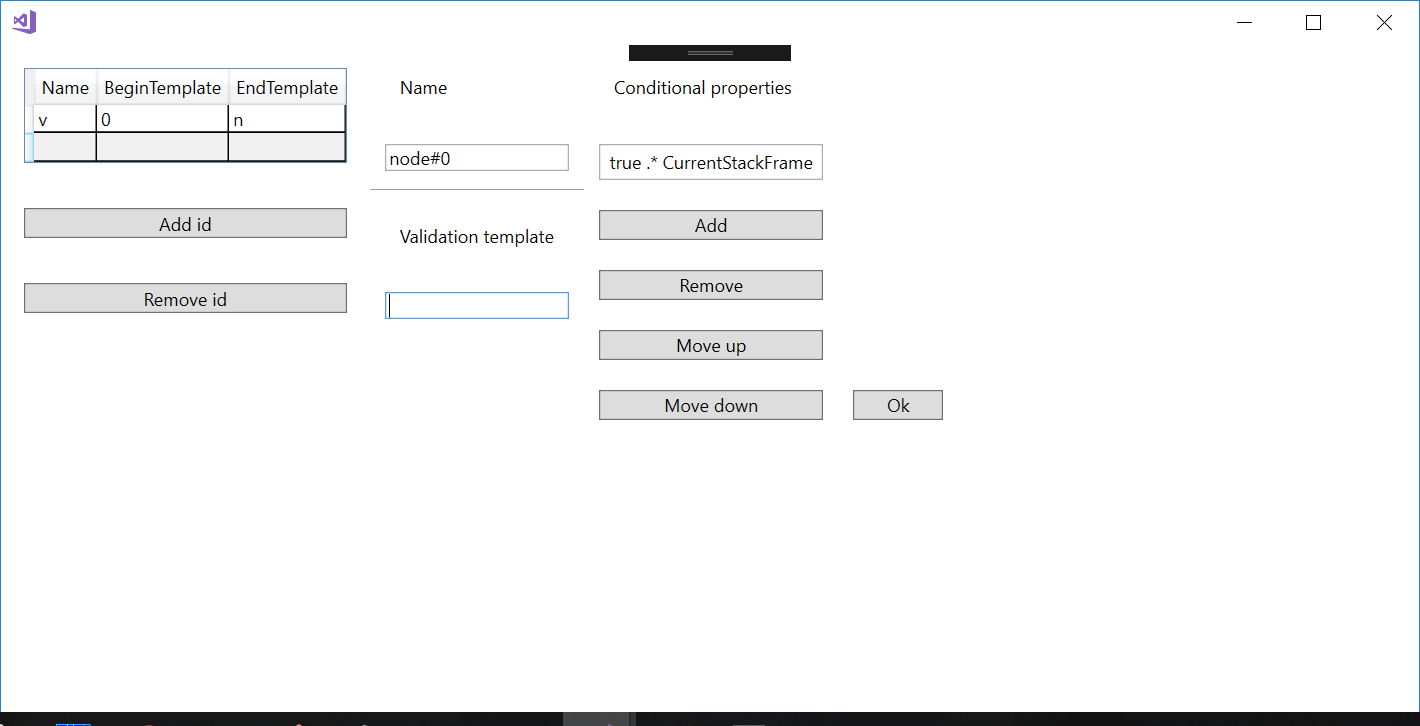 Name BeginTemplate EndTemplate
v 0 n
Add id
Remove id
Name
node#0
Validation template
Conditional properties
true .* CurrentStackFrame
Add
Remove
Move up
Move down
Ok